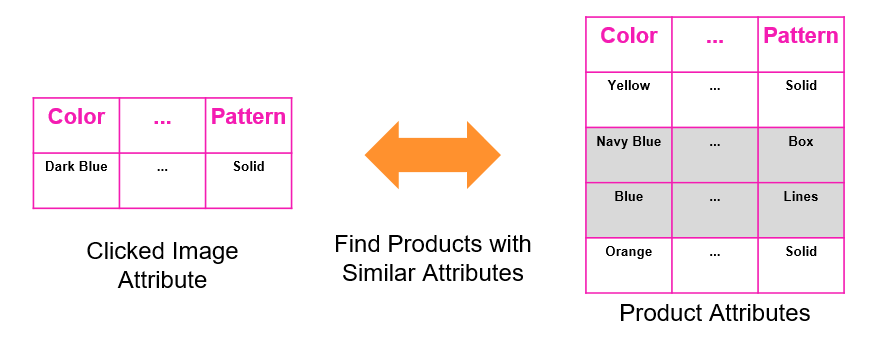 Color ... Pattern
Dark Blue ... Solid
Clicked Image
Attribute
Find Products with
Similar Attributes
Color ... Pattern
Yellow ... Solid
Navy Blue ... Box
Blue ... Lines
Orange ... Solid
Product Attributes